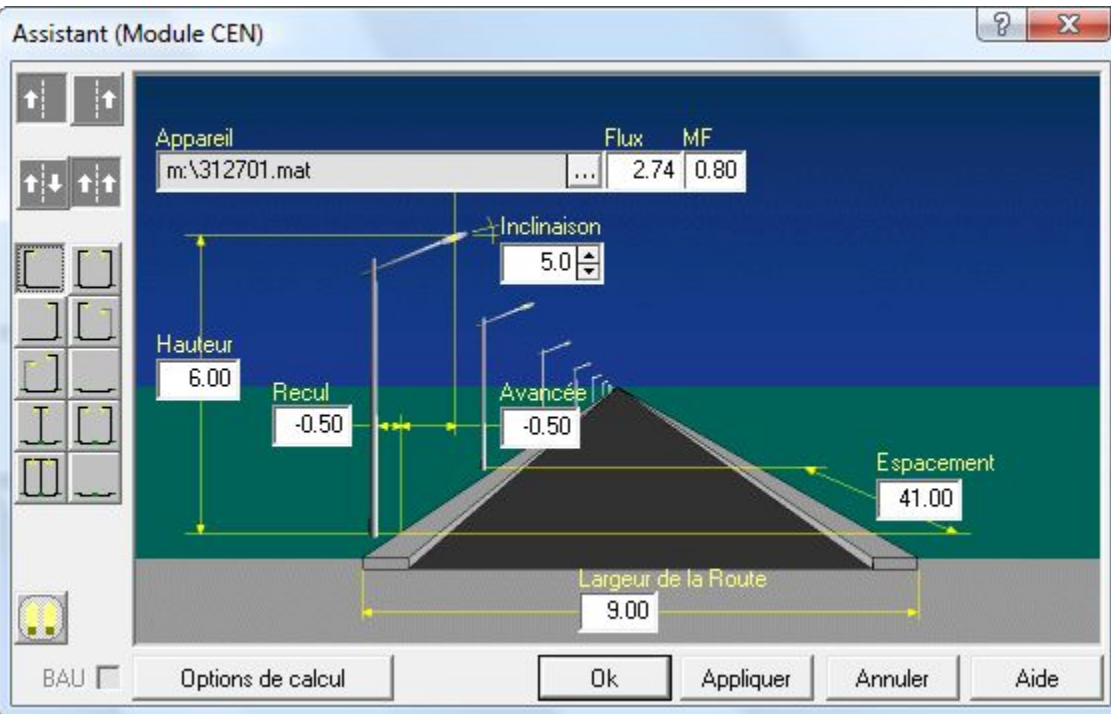 Assistant (Module CEN)
Appareil Flux MF
m:\312701.mat ... 2.74 0.80
Inclinaison
5.0
Hauteur
6.00
Recul Avancée
-0.50 -0.50
Espacement
41.00
Largeur de la Route
9.00
BAU Options de calcul Ok Appliquer Annuler Aide